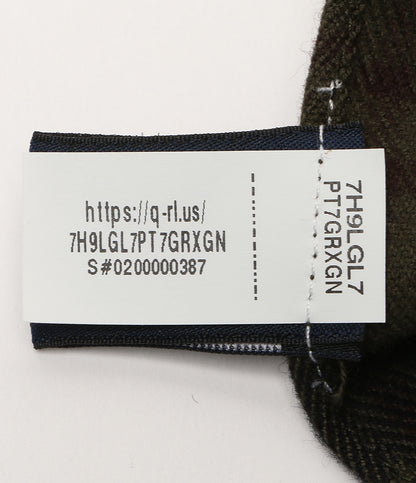 https://q-rl.us/
7H9LGL7PT7GRXGN
S#0200000387
7H9LGL7
PT7GRXGN